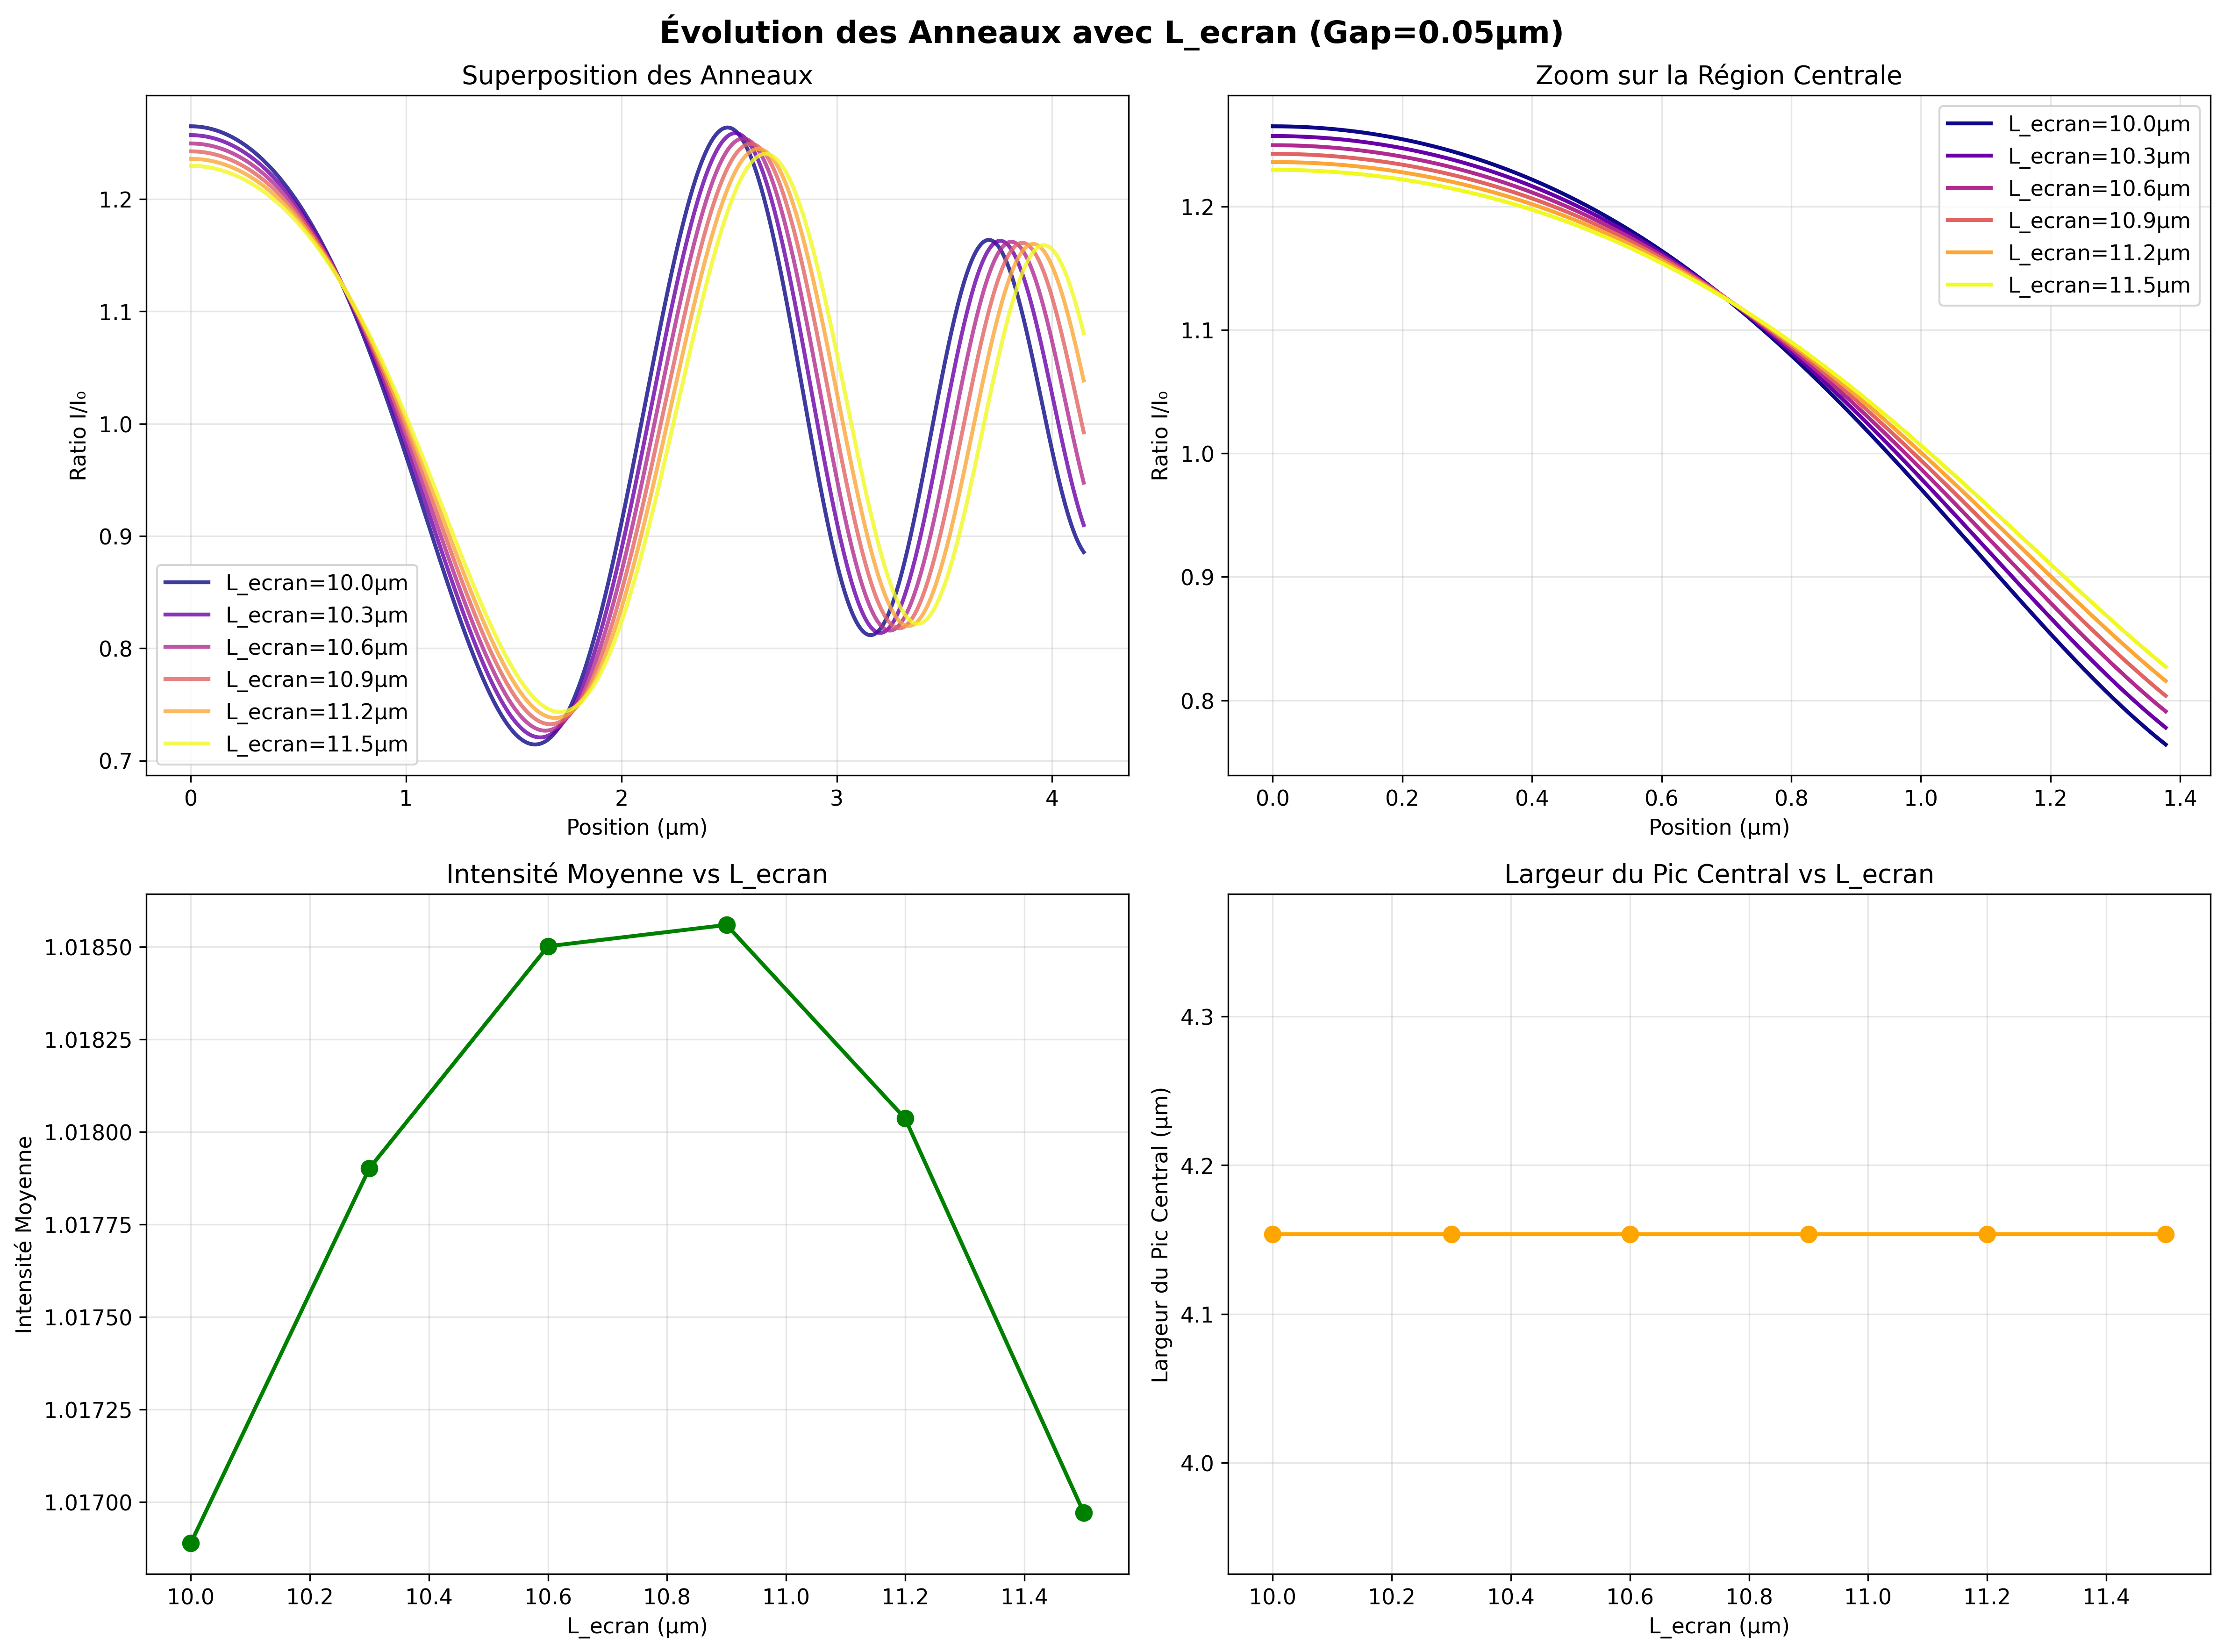 Évolution des Anneaux avec L_ecran (Gap=0.05µm)
Superposition des Anneaux
Ratio I/I₀
1.2
1.1
1.0
0.9
0.8
0.7
L_ecran=10.0µm
L_ecran=10.3µm
L_ecran=10.6µm
L_ecran=10.9µm
L_ecran=11.2µm
L_ecran=11.5µm
0 1 2 3 4
Position (µm)
Zoom sur la Région Centrale
Ratio I/I₀
1.2
1.1
1.0
0.9
0.8
L_ecran=10.0µm
L_ecran=10.3µm
L_ecran=10.6µm
L_ecran=10.9µm
L_ecran=11.2µm
L_ecran=11.5µm
0.0 0.2 0.4 0.6 0.8 1.0 1.2 1.4
Position (µm)
Intensité Moyenne vs L_ecran
Intensité Moyenne
1.01850
1.01825
1.01800
1.01775
1.01750
1.01725
1.01700
10.0 10.2 10.4 10.6 10.8 11.0 11.2 11.4
L_ecran (µm)
Largeur du Pic Central vs L_ecran
Largeur du Pic Central (µm)
4.3
4.2
4.1
4.0
10.0 10.2 10.4 10.6 10.8 11.0 11.2 11.4
L_ecran (µm)